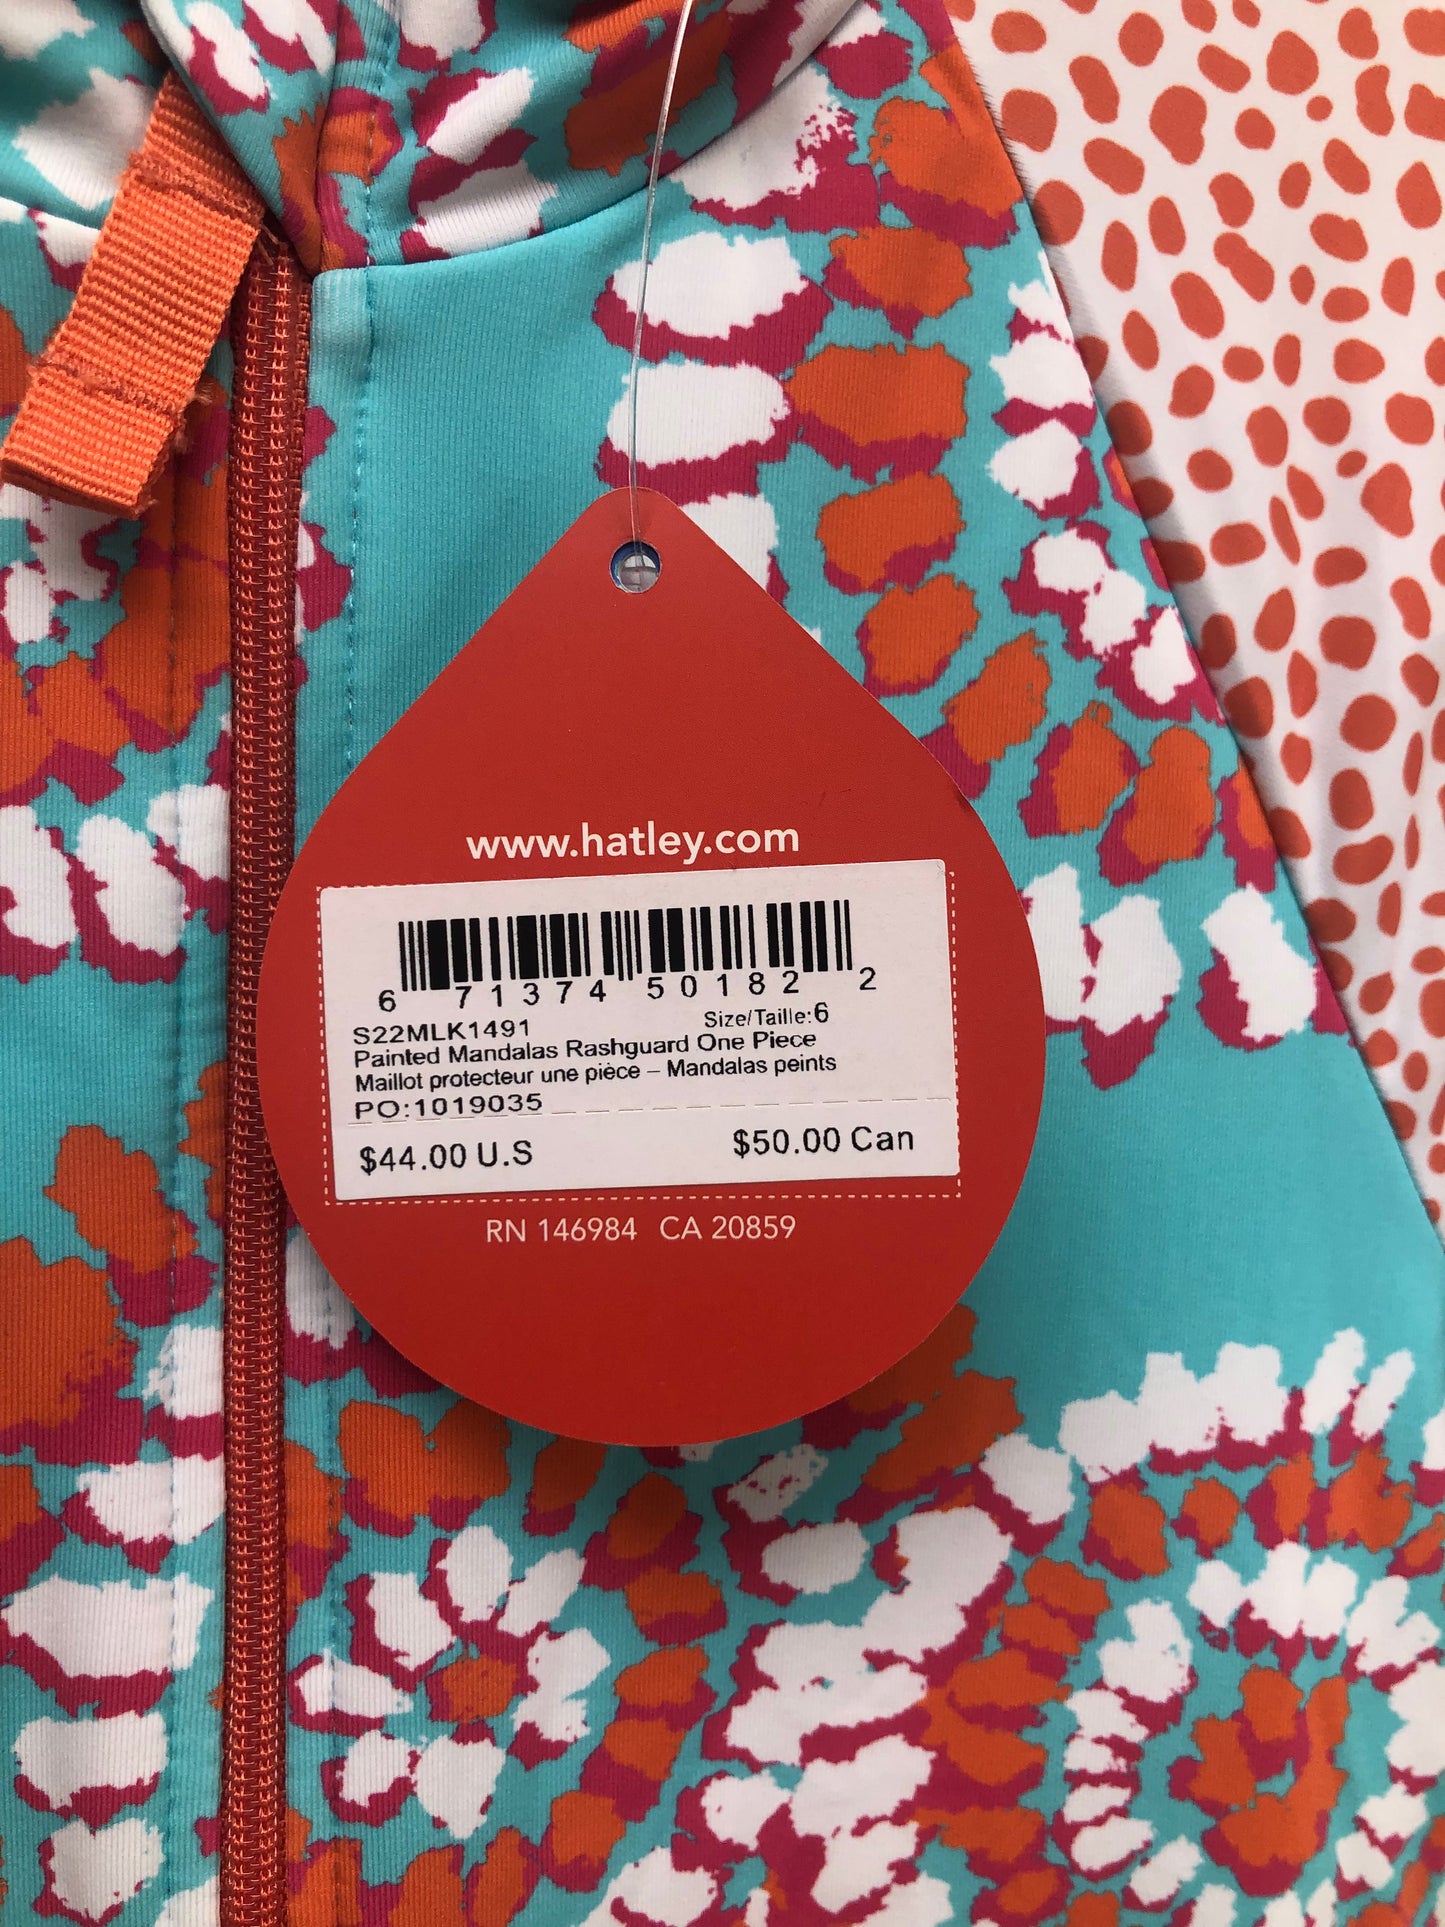 www.hatley.com
6 71374 50182 2
S22MLK1491 Size/Taille:6
Painted Mandalas Rashguard One Piece
Maillot protecteur une pièce – Mandalas peints
PO:1019035
$44.00 U.S $50.00 Can
RN 146984 CA 20859